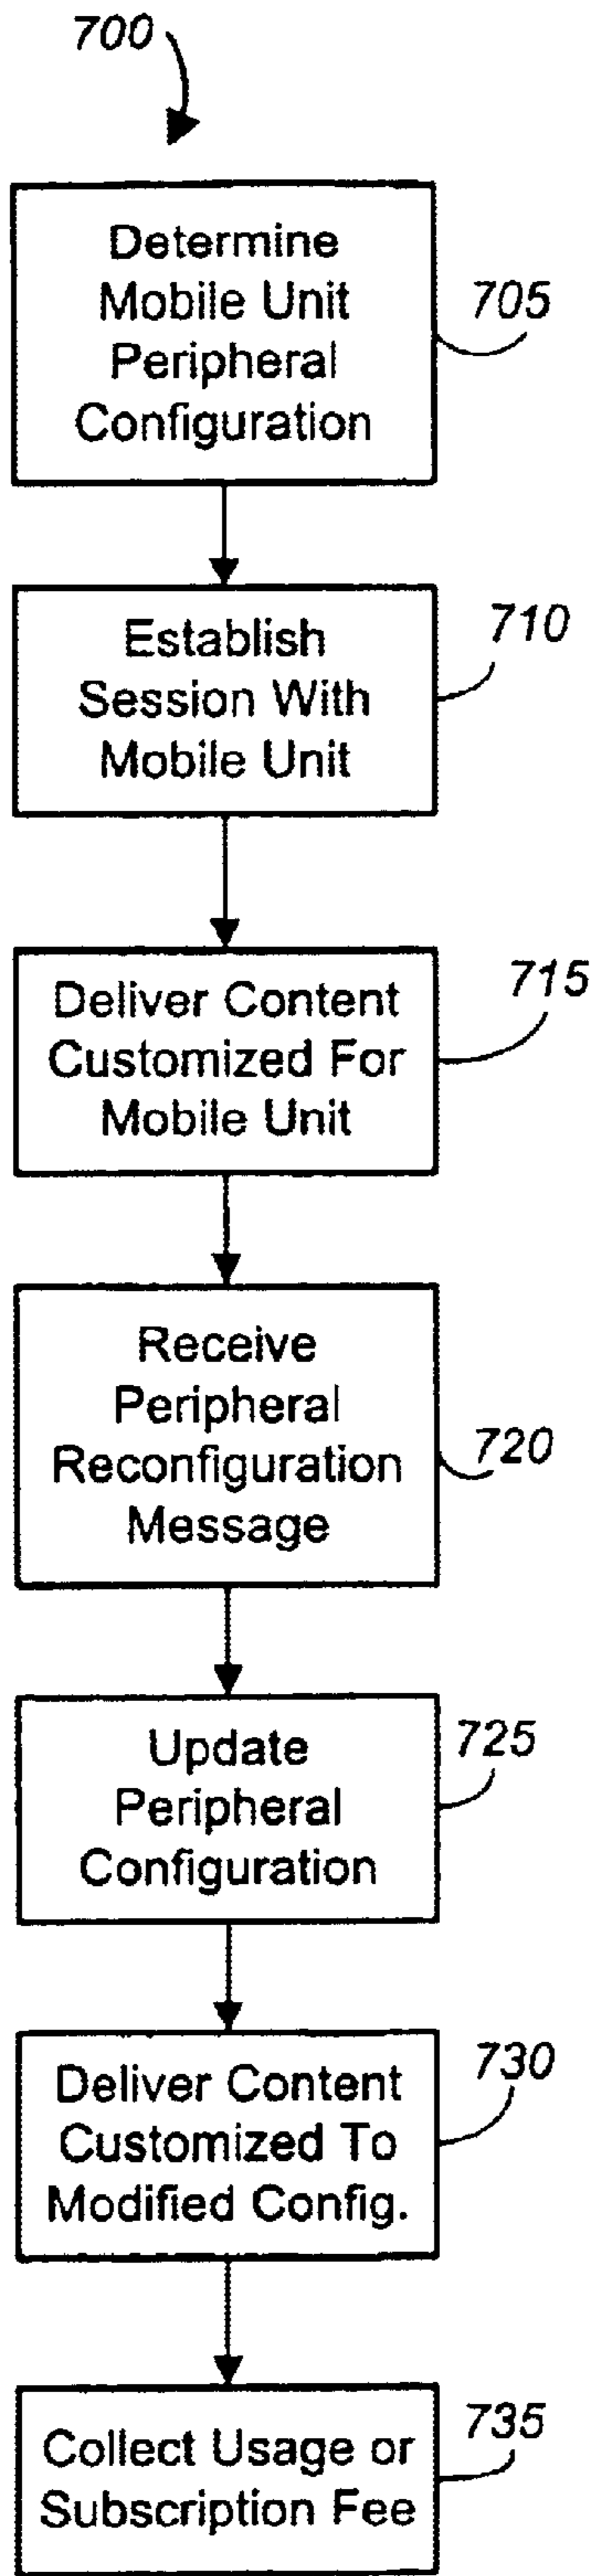 700
Determine
Mobile Unit
Peripheral
Configuration
705
Establish
Session With
Mobile Unit
710
Deliver Content
Customized For
Mobile Unit
715
Receive
Peripheral
Reconfiguration
Message
720
Update
Peripheral
Configuration
725
Deliver Content
Customized To
Modified Config.
730
Collect Usage or
Subscription Fee
735